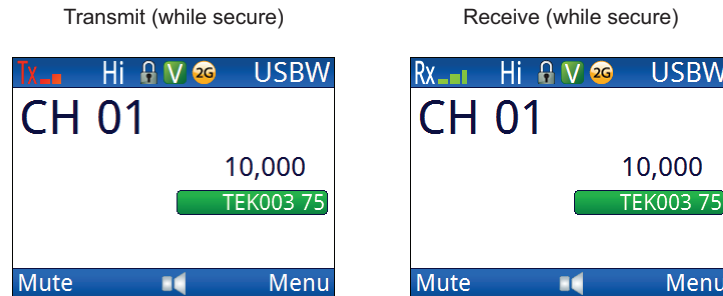 Transmit (while secure)
Receive (while secure)
Tx Hi V 2G USBW
Rx Hi V 2G USBW
CH 01
CH 01
10,000
10,000
TEK003 75
TEK003 75
Mute Menu
Mute Menu